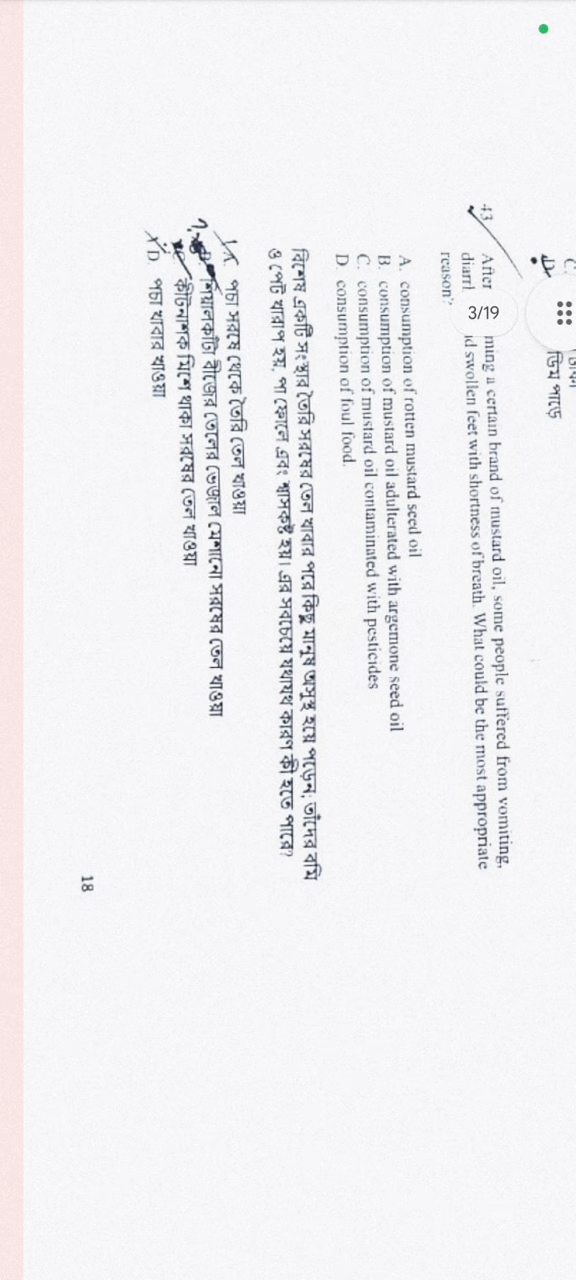 C.
D.
ডিম পাড়ে
3/19
43
After ming a certain brand of mustard oil, some people suffered from vomiting,
diarrl d swollen feet with shortness of breath. What could be the most appropriate
reason?
A. consumption of rotten mustard seed oil
B. consumption of mustard oil adulterated with argemone seed oil
C. consumption of mustard oil contaminated with pesticides
D. consumption of foul food.
বিশেষ একটি সংস্থার তৈরি সরষের তেল খাবার পরে কিছু মানুষ অসুস্থ হয়ে পড়েন; তাঁদের বমি
ও পেট খারাপ হয়, পা ফোলে এবং শ্বাসকষ্ট হয়। এর সবচেয়ে যথাযথ কারণ কী হতে পারে?
A. পচা সরষে থেকে তৈরি তেল খাওয়া
শিয়ালকাঁটা বীজের তেলের ভেজাল মেশানো সরষের তেল খাওয়া
কীটনাশক মিশে থাকা সরষের তেল খাওয়া
D. পচা খাবার খাওয়া
18